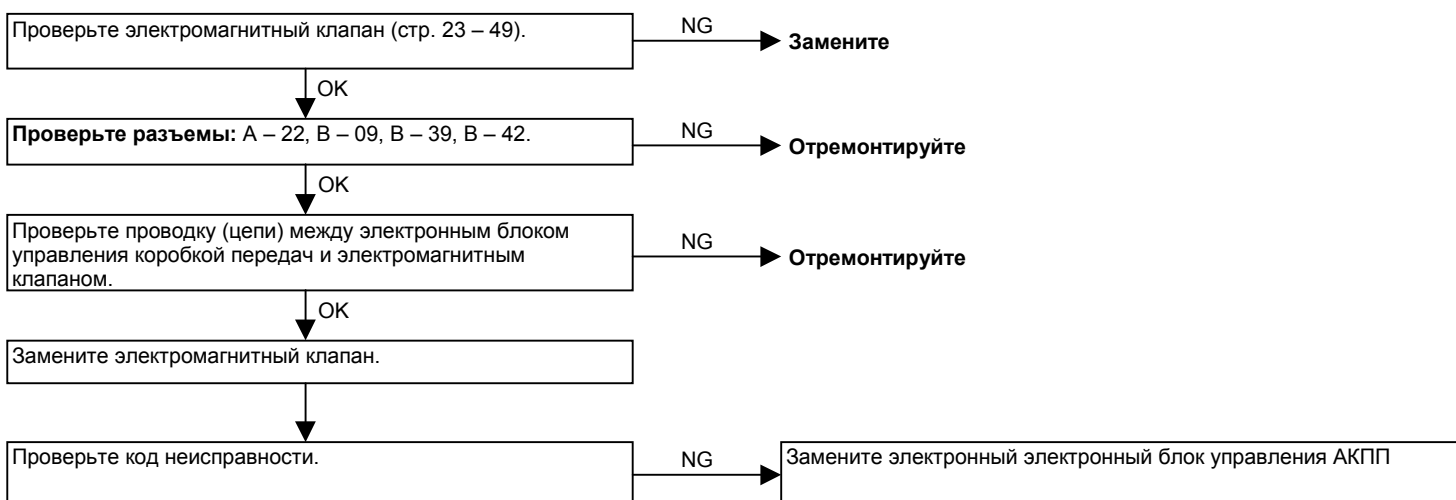 Проверьте электромагнитный клапан (стр. 23 – 49).
NG
Замените
OK
Проверьте разъемы: А – 22, В – 09, В – 39, В – 42.
NG
Отремонтируйте
OK
Проверьте проводку (цепи) между электронным блоком
управления коробкой передач и электромагнитным
клапаном.
NG
Отремонтируйте
OK
Замените электромагнитный клапан.
Проверьте код неисправности.
NG
Замените электронный электронный блок управления АКПП